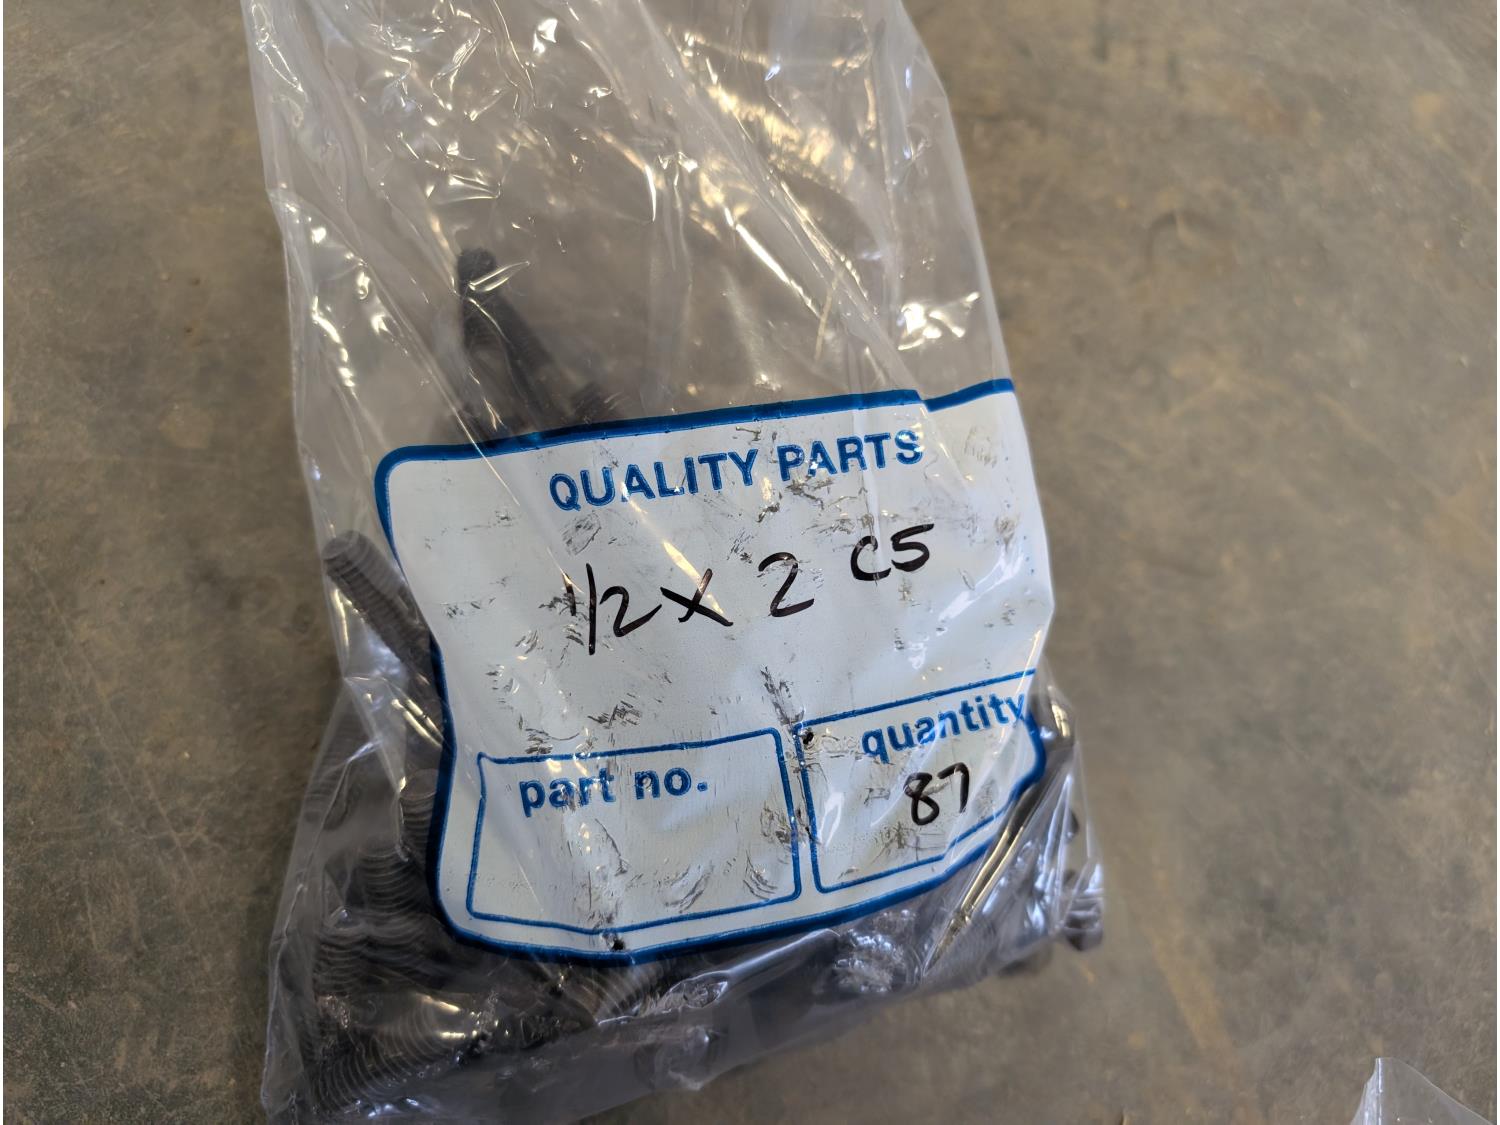 QUALITY PARTS
1/2 x 2 C5
part no.
quantity
87